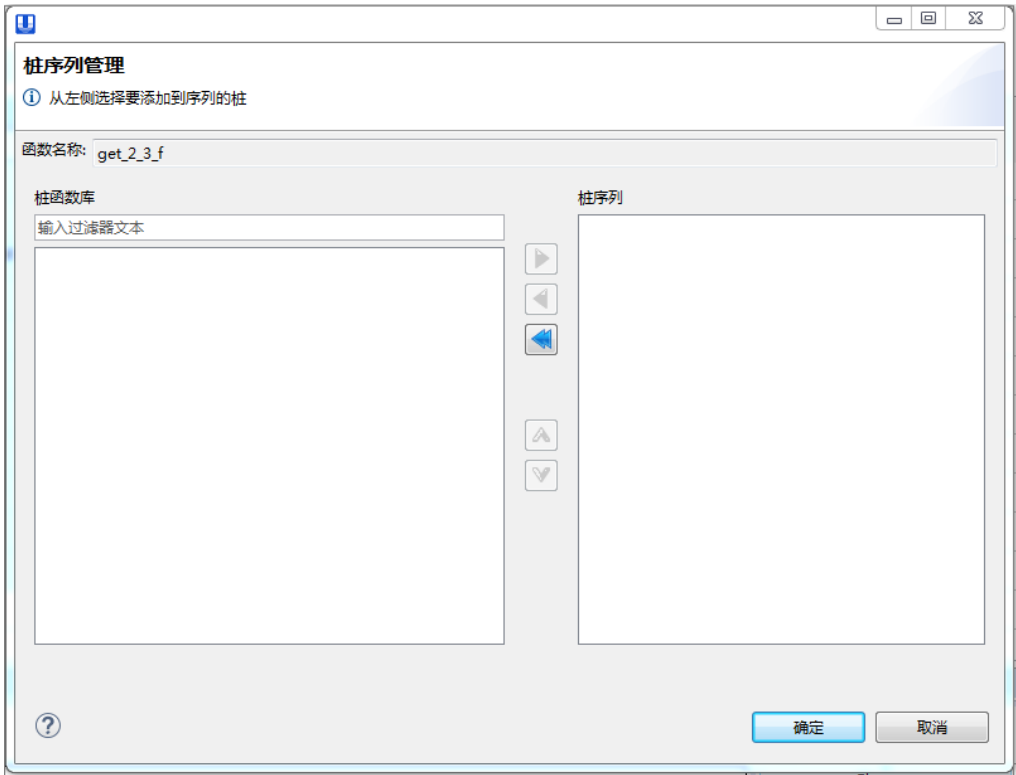 桩序列管理
从左侧选择要添加到序列的桩
函数名称: get_2_3_f
桩函数库
桩序列
输入过滤器文本
确定
取消